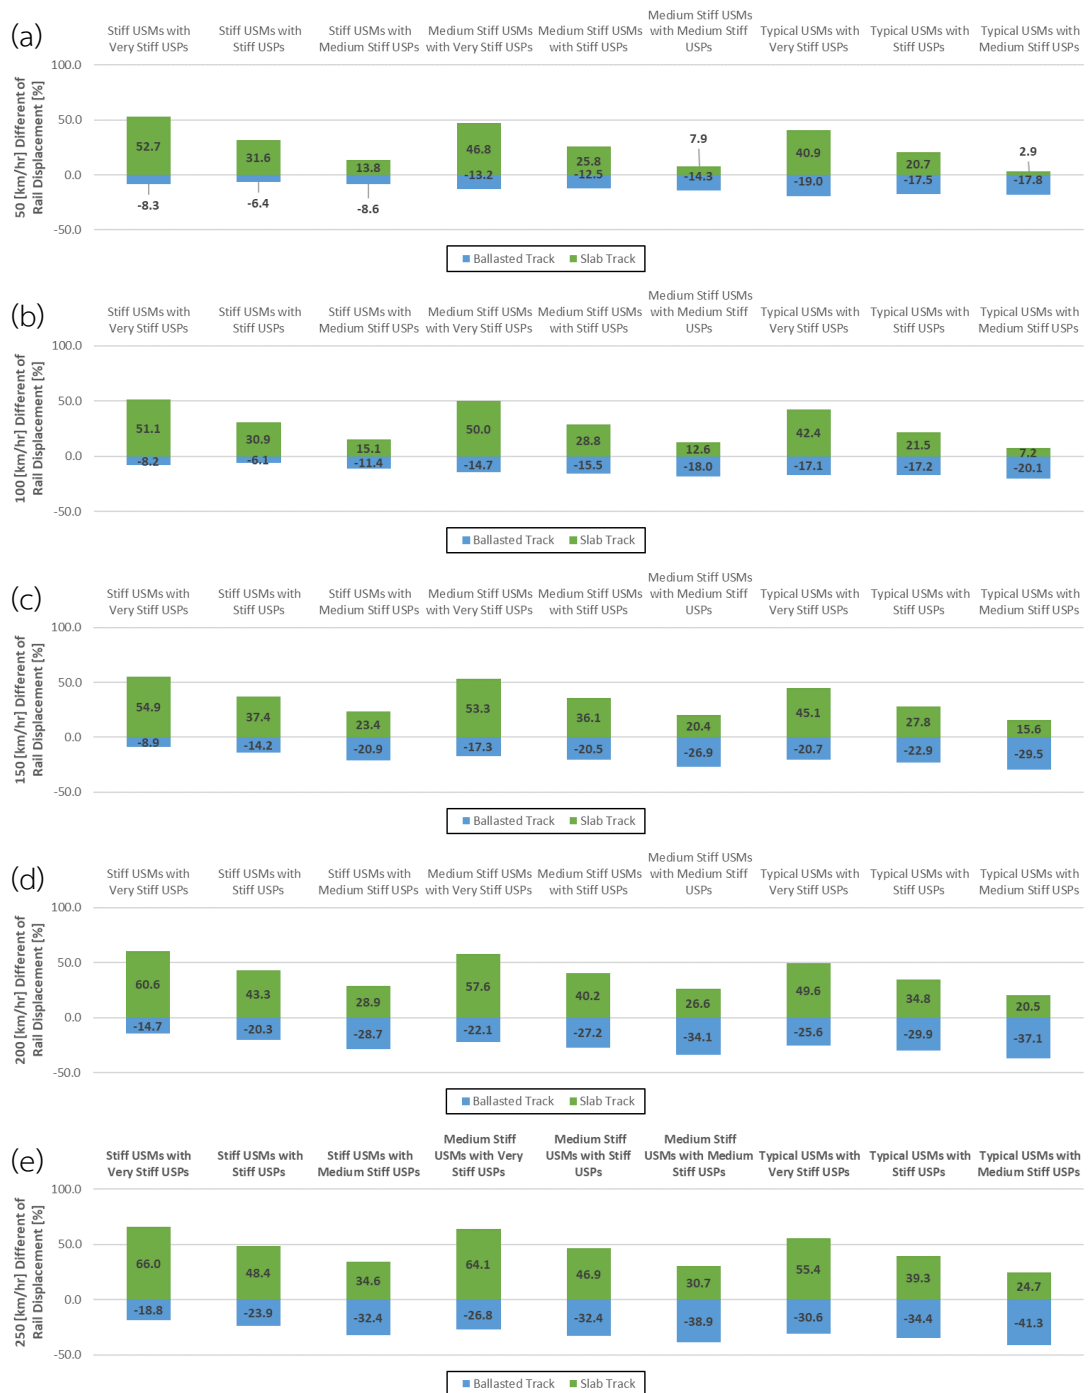 (a)
Stiff USMs with
Very Stiff USPs
Stiff USMs with
Stiff USPs
Stiff USMs with
Medium Stiff USPs
Medium Stiff USMs
with Very Stiff USPs
Medium Stiff USMs
with Stiff USPs
Medium Stiff USMs
with Medium Stiff
USPs
Typical USMs with
Very Stiff USPs
Typical USMs with
Stiff USPs
Typical USMs with
Medium Stiff USPs
50 [km/hr] Different of
Rail Displacement [%]
100.0
50.0
0.0
-50.0
52.7
31.6
13.8
46.8
25.8
7.9
40.9
20.7
2.9
-8.3
-6.4
-8.6
-13.2
-12.5
-14.3
-19.0
-17.5
-17.8
Ballasted Track
Slab Track
(b)
Stiff USMs with
Very Stiff USPs
Stiff USMs with
Stiff USPs
Stiff USMs with
Medium Stiff USPs
Medium Stiff USMs
with Very Stiff USPs
Medium Stiff USMs
with Stiff USPs
Medium Stiff USMs
with Medium Stiff
USPs
Typical USMs with
Very Stiff USPs
Typical USMs with
Stiff USPs
Typical USMs with
Medium Stiff USPs
100 [km/hr] Different of
Rail Displacement [%]
100.0
50.0
0.0
-50.0
51.1
30.9
15.1
50.0
28.8
12.6
42.4
21.5
7.2
-8.2
-6.1
-11.4
-14.7
-15.5
-18.0
-17.1
-17.2
-20.1
Ballasted Track
Slab Track
(c)
Stiff USMs with
Very Stiff USPs
Stiff USMs with
Stiff USPs
Stiff USMs with
Medium Stiff USPs
Medium Stiff USMs
with Very Stiff USPs
Medium Stiff USMs
with Stiff USPs
Medium Stiff USMs
with Medium Stiff
USPs
Typical USMs with
Very Stiff USPs
Typical USMs with
Stiff USPs
Typical USMs with
Medium Stiff USPs
150 [km/hr] Different of
Rail Displacement [%]
100.0
50.0
0.0
-50.0
54.9
37.4
23.4
53.3
36.1
20.4
45.1
27.8
15.6
-8.9
-14.2
-20.9
-17.3
-20.5
-26.9
-20.7
-22.9
-29.5
Ballasted Track
Slab Track
(d)
Stiff USMs with
Very Stiff USPs
Stiff USMs with
Stiff USPs
Stiff USMs with
Medium Stiff USPs
Medium Stiff USMs
with Very Stiff USPs
Medium Stiff USMs
with Stiff USPs
Medium Stiff USMs
with Medium Stiff
USPs
Typical USMs with
Very Stiff USPs
Typical USMs with
Stiff USPs
Typical USMs with
Medium Stiff USPs
200 [km/hr] Different of
Rail Displacement [%]
100.0
50.0
0.0
-50.0
60.6
43.3
28.9
57.6
40.2
26.6
49.6
34.8
20.5
-14.7
-20.3
-28.7
-22.1
-27.2
-34.1
-25.6
-29.9
-37.1
Ballasted Track
Slab Track
(e)
Stiff USMs with
Very Stiff USPs
Stiff USMs with
Stiff USPs
Stiff USMs with
Medium Stiff USPs
Medium Stiff
USMs with Very
Stiff USPs
Medium Stiff
USMs with Stiff
USPs
Medium Stiff
USMs with Medium
Stiff USPs
Typical USMs with
Very Stiff USPs
Typical USMs with
Stiff USPs
Typical USMs with
Medium Stiff USPs
250 [km/hr] Different of
Rail Displacement [%]
100.0
50.0
0.0
-50.0
66.0
48.4
34.6
64.1
46.9
30.7
55.4
39.3
24.7
-18.8
-23.9
-32.4
-26.8
-32.4
-38.9
-30.6
-34.4
-41.3
Ballasted Track
Slab Track